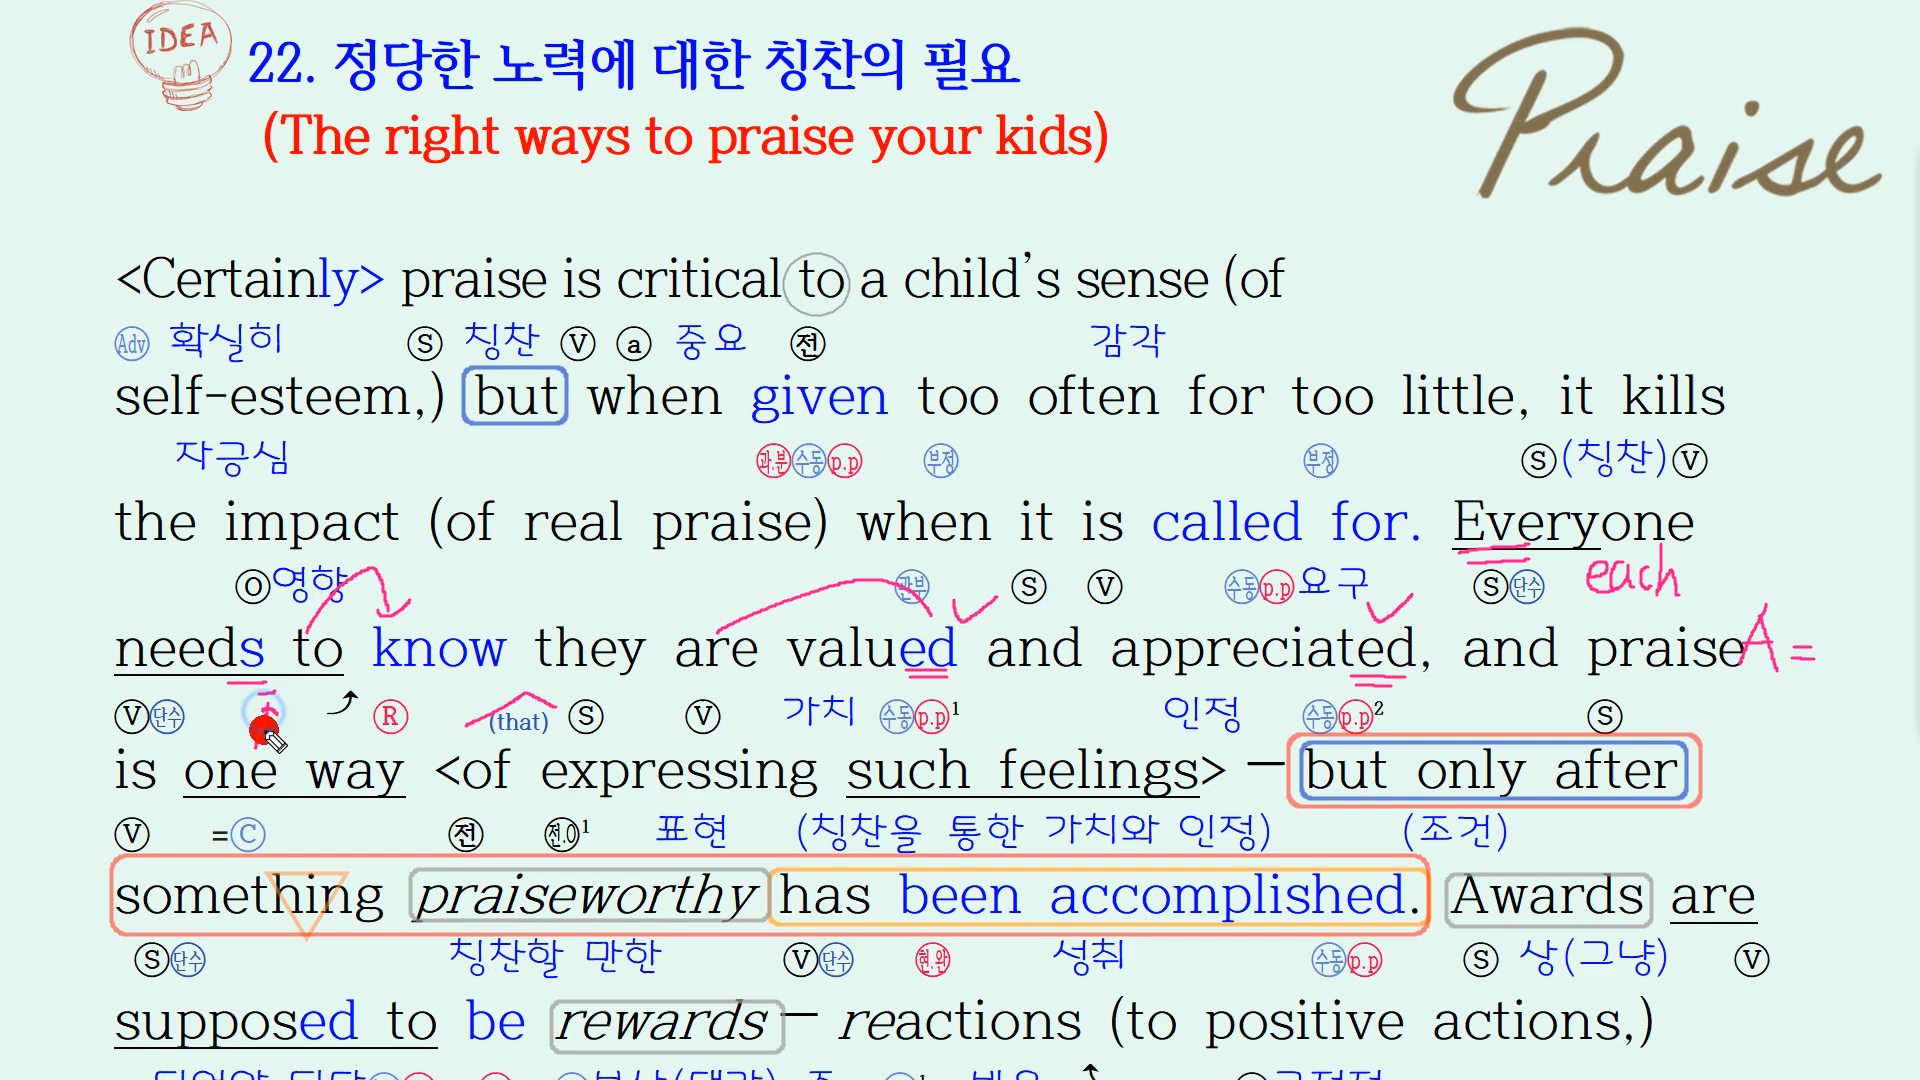 IDEA
22. 정당한 노력에 대한 칭찬의 필요
(The right ways to praise your kids)
Praise
<Certainly> praise is critical to a child's sense (of
Adv 확실히 S 칭찬 V a 중요 전 감각
self-esteem,) but when given too often for too little, it kills
자긍심 과.분 수동 p.p 부정 부정 S (칭찬) V
the impact (of real praise) when it is called for. Everyone
O 영향 관부 S V 수동 p.p 요구 S 단수 each
needs to know they are valued and appreciated, and praise A =
V 단수 R (that) S V 가치 수동 p.p 1 인정 수동 p.p 2 S
is one way <of expressing such feelings> – but only after
V =C 전 전.O 1 표현 (칭찬을 통한 가치와 인정) (조건)
something praiseworthy has been accomplished. Awards are
S 단수 칭찬할 만한 V 단수 현.완 성취 수동 p.p S 상(그냥) V
supposed to be rewards – reactions (to positive actions,)